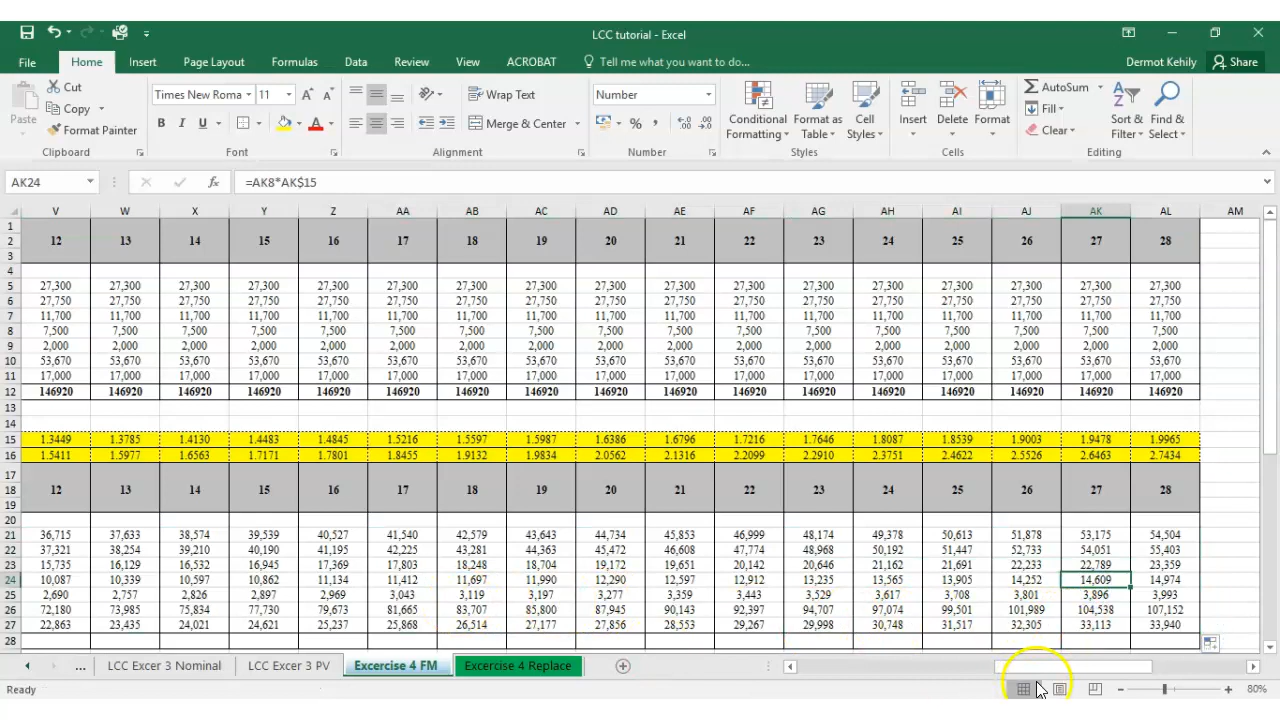 LCC tutorial - Excel
File Home Insert Page Layout Formulas Data Review View ACROBAT Tell me what you want to do... Dermot Kehily Share
Paste Cut Copy Format Painter
Clipboard
Times New Roma 11 B I U A
Font
Wrap Text
Merge & Center
Alignment
Number %
Number
Conditional Formatting Format as Table Cell Styles
Styles
Insert Delete Format
Cells
AutoSum Fill Clear Sort & Filter Find & Select
Editing
AK24 fx =AK8*AK$15
V W X Y Z AA AB AC AD AE AF AG AH AI AJ AK AL AM
1
2 12 13 14 15 16 17 18 19 20 21 22 23 24 25 26 27 28
3
4
5 27,300 27,300 27,300 27,300 27,300 27,300 27,300 27,300 27,300 27,300 27,300 27,300 27,300 27,300 27,300 27,300 27,300
6 27,750 27,750 27,750 27,750 27,750 27,750 27,750 27,750 27,750 27,750 27,750 27,750 27,750 27,750 27,750 27,750 27,750
7 11,700 11,700 11,700 11,700 11,700 11,700 11,700 11,700 11,700 11,700 11,700 11,700 11,700 11,700 11,700 11,700 11,700
8 7,500 7,500 7,500 7,500 7,500 7,500 7,500 7,500 7,500 7,500 7,500 7,500 7,500 7,500 7,500 7,500 7,500
9 2,000 2,000 2,000 2,000 2,000 2,000 2,000 2,000 2,000 2,000 2,000 2,000 2,000 2,000 2,000 2,000 2,000
10 53,670 53,670 53,670 53,670 53,670 53,670 53,670 53,670 53,670 53,670 53,670 53,670 53,670 53,670 53,670 53,670 53,670
11 17,000 17,000 17,000 17,000 17,000 17,000 17,000 17,000 17,000 17,000 17,000 17,000 17,000 17,000 17,000 17,000 17,000
12 146920 146920 146920 146920 146920 146920 146920 146920 146920 146920 146920 146920 146920 146920 146920 146920 146920
13
14
15 1.3449 1.3785 1.4130 1.4483 1.4845 1.5216 1.5597 1.5987 1.6386 1.6796 1.7216 1.7646 1.8087 1.8539 1.9003 1.9478 1.9965
16 1.5411 1.5977 1.6563 1.7171 1.7801 1.8455 1.9132 1.9834 2.0562 2.1316 2.2099 2.2910 2.3751 2.4622 2.5526 2.6463 2.7434
17
18 12 13 14 15 16 17 18 19 20 21 22 23 24 25 26 27 28
19
20
21 36,715 37,633 38,574 39,539 40,527 41,540 42,579 43,643 44,734 45,853 46,999 48,174 49,378 50,613 51,878 53,175 54,504
22 37,321 38,254 39,210 40,190 41,195 42,225 43,281 44,363 45,472 46,608 47,774 48,968 50,192 51,447 52,733 54,051 55,403
23 15,735 16,129 16,532 16,945 17,369 17,803 18,248 18,704 19,172 19,651 20,142 20,646 21,162 21,691 22,233 22,789 23,359
24 10,087 10,339 10,597 10,862 11,134 11,412 11,697 11,990 12,290 12,597 12,912 13,235 13,565 13,905 14,252 14,609 14,974
25 2,690 2,757 2,826 2,897 2,969 3,043 3,119 3,197 3,277 3,359 3,443 3,529 3,617 3,708 3,801 3,896 3,993
26 72,180 73,985 75,834 77,730 79,673 81,665 83,707 85,800 87,945 90,143 92,397 94,707 97,074 99,501 101,989 104,538 107,152
27 22,863 23,435 24,021 24,621 25,237 25,868 26,514 27,177 27,856 28,553 29,267 29,998 30,748 31,517 32,305 33,113 33,940
28
... LCC Excer 3 Nominal LCC Excer 3 PV Excercise 4 FM Excercise 4 Replace
Ready 80%